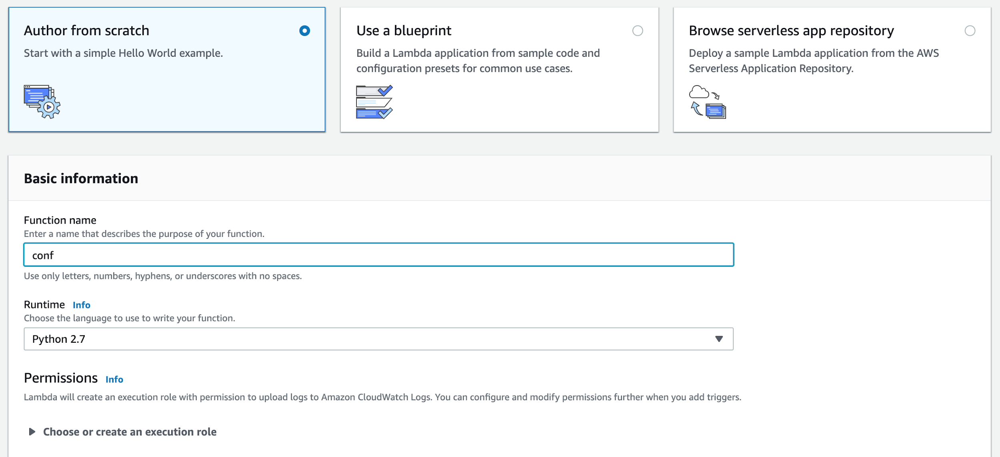 Author from scratch
Start with a simple Hello World example.
Use a blueprint
Build a Lambda application from sample code and
configuration presets for common use cases.
Browse serverless app repository
Deploy a sample Lambda application from the AWS
Serverless Application Repository.
Basic information
Function name
Enter a name that describes the purpose of your function.
conf
Use only letters, numbers, hyphens, or underscores with no spaces.
Runtime Info
Choose the language to use to write your function.
Python 2.7
Permissions Info
Lambda will create an execution role with permission to upload logs to Amazon CloudWatch Logs. You can configure and modify permissions further when you add triggers.
Choose or create an execution role